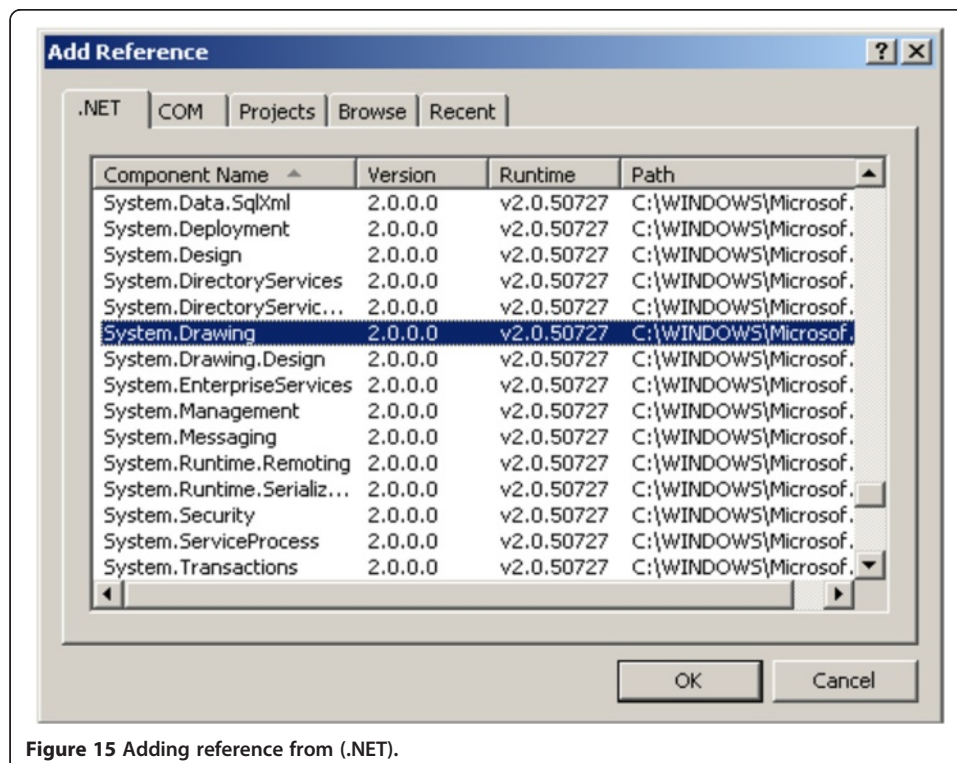 Add Reference
.NET COM Projects Browse Recent
Component Name Version Runtime Path
System.Data.SqlXml 2.0.0.0 v2.0.50727 C:\WINDOWS\Microsof.
System.Deployment 2.0.0.0 v2.0.50727 C:\WINDOWS\Microsof.
System.Design 2.0.0.0 v2.0.50727 C:\WINDOWS\Microsof.
System.DirectoryServices 2.0.0.0 v2.0.50727 C:\WINDOWS\Microsof.
System.DirectoryServic... 2.0.0.0 v2.0.50727 C:\WINDOWS\Microsof.
System.Drawing 2.0.0.0 v2.0.50727 C:\WINDOWS\Microsof.
System.Drawing.Design 2.0.0.0 v2.0.50727 C:\WINDOWS\Microsof.
System.EnterpriseServices 2.0.0.0 v2.0.50727 C:\WINDOWS\Microsof.
System.Management 2.0.0.0 v2.0.50727 C:\WINDOWS\Microsof.
System.Messaging 2.0.0.0 v2.0.50727 C:\WINDOWS\Microsof.
System.Runtime.Remoting 2.0.0.0 v2.0.50727 C:\WINDOWS\Microsof.
System.Runtime.Serializ... 2.0.0.0 v2.0.50727 C:\WINDOWS\Microsof.
System.Security 2.0.0.0 v2.0.50727 C:\WINDOWS\Microsof.
System.ServiceProcess 2.0.0.0 v2.0.50727 C:\WINDOWS\Microsof.
System.Transactions 2.0.0.0 v2.0.50727 C:\WINDOWS\Microsof.
OK Cancel
Figure 15 Adding reference from (.NET).